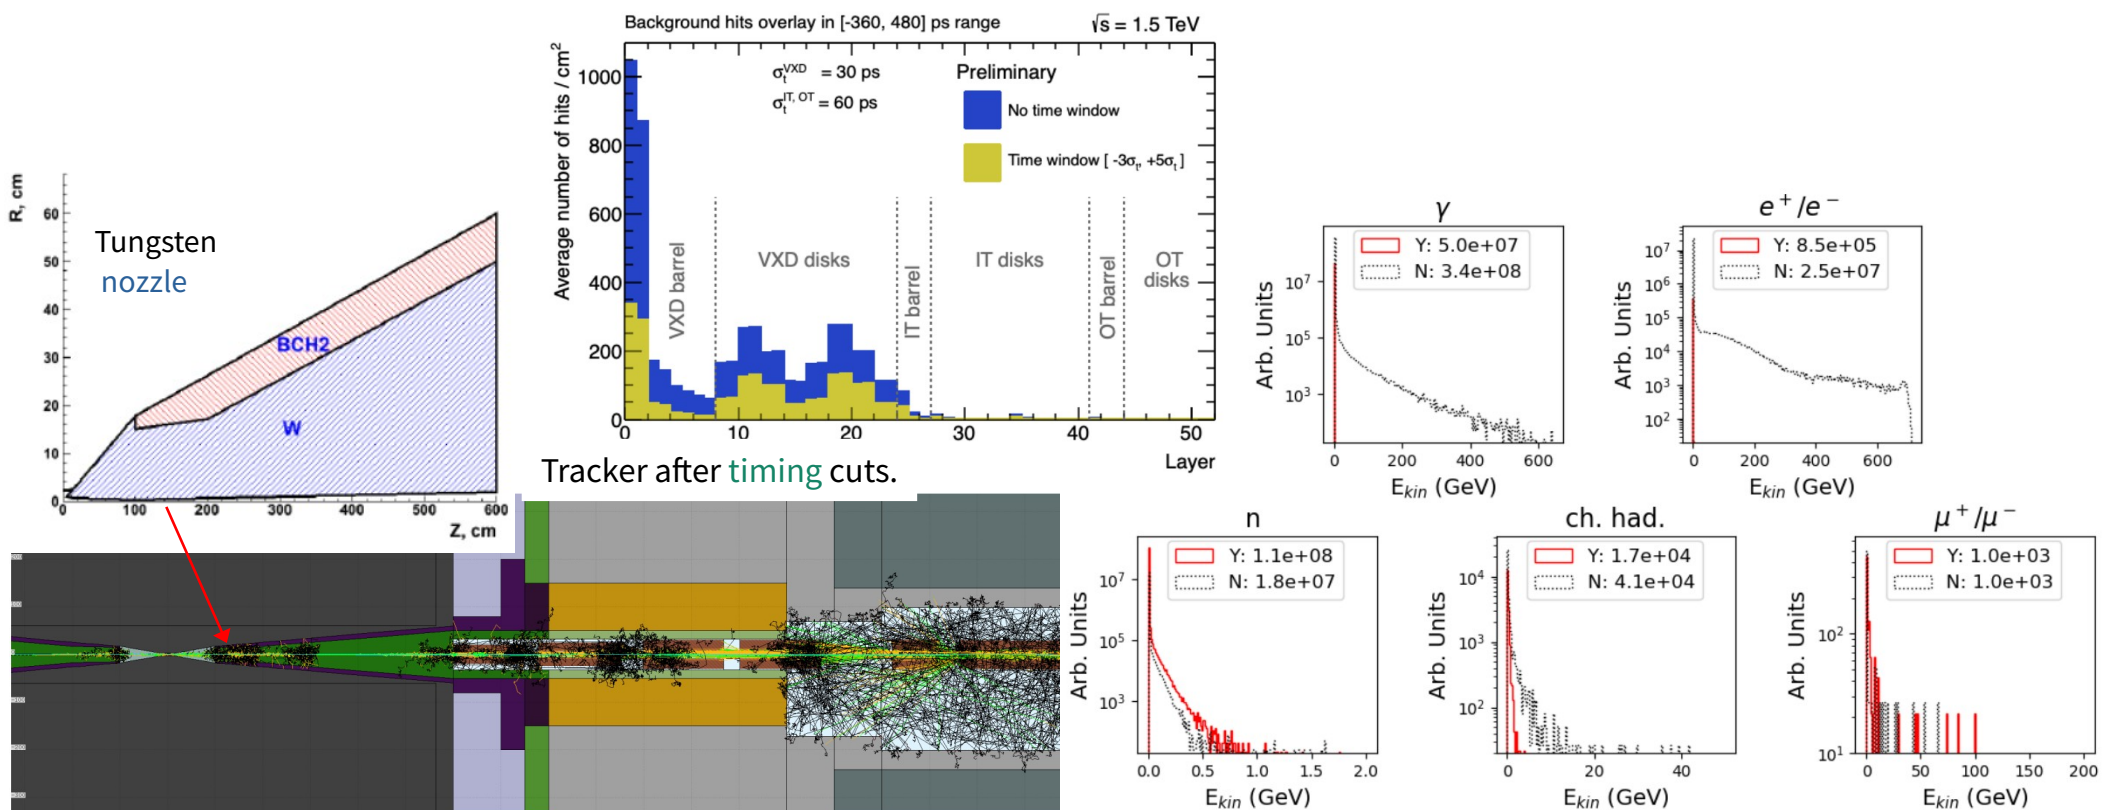 Background hits overlay in [-360, 480] ps range
√s = 1.5 TeV
Average number of hits / cm²
1000
800
600
400
200
0
σₜ^VXD = 30 ps
σₜ^IT, OT = 60 ps
Preliminary
No time window
Time window [ -3σₜ, +5σₜ ]
VXD barrel
VXD disks
IT barrel
IT disks
OT barrel
OT
disks
0 10 20 30 40 50
Layer
R, cm
60
50
40
30
20
10
0
Tungsten
nozzle
BCH2
W
0 100 200 300 400 500 600
Z, cm
Tracker after timing cuts.
γ
Y: 5.0e+07
N: 3.4e+08
Arb. Units
10⁷
10⁵
10³
0 200 400 600
E_kin (GeV)
e⁺/e⁻
Y: 8.5e+05
N: 2.5e+07
Arb. Units
10⁷
10⁶
10⁵
10⁴
10³
10²
0 200 400 600
E_kin (GeV)
n
Y: 1.1e+08
N: 1.8e+07
Arb. Units
10⁷
10⁵
10³
0.0 0.5 1.0 1.5 2.0
E_kin (GeV)
ch. had.
Y: 1.7e+04
N: 4.1e+04
Arb. Units
10⁴
10³
10²
0 20 40
E_kin (GeV)
μ⁺/μ⁻
Y: 1.0e+03
N: 1.0e+03
Arb. Units
10²
10¹
0 50 100 150 200
E_kin (GeV)